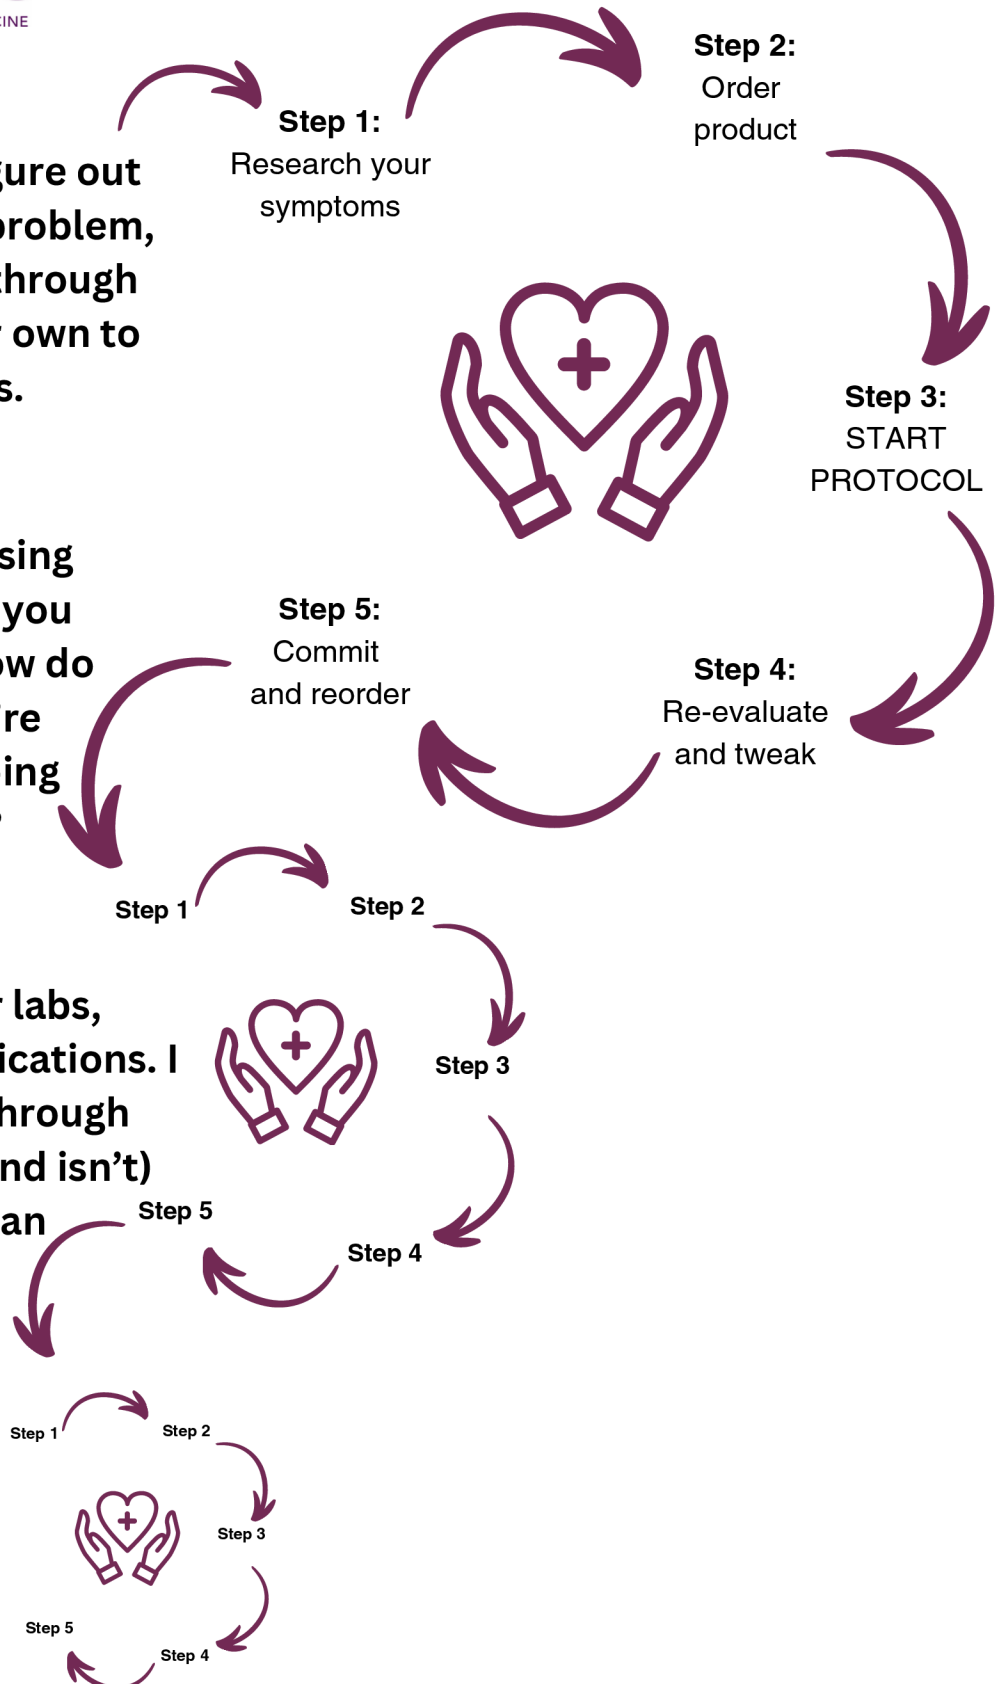 CINE
Step 1:
Research your
symptoms
Step 2:
Order
product
gure out
problem,
through
own to
s.
Step 3:
START
PROTOCOL
sing
you
ow do
're
ing
Step 5:
Commit
and reorder
Step 4:
Re-evaluate
and tweak
Step 1
Step 2
Step 3
Step 4
Step 5
labs,
ications. I
hrough
nd isn't)
an
Step 1
Step 2
Step 3
Step 4
Step 5